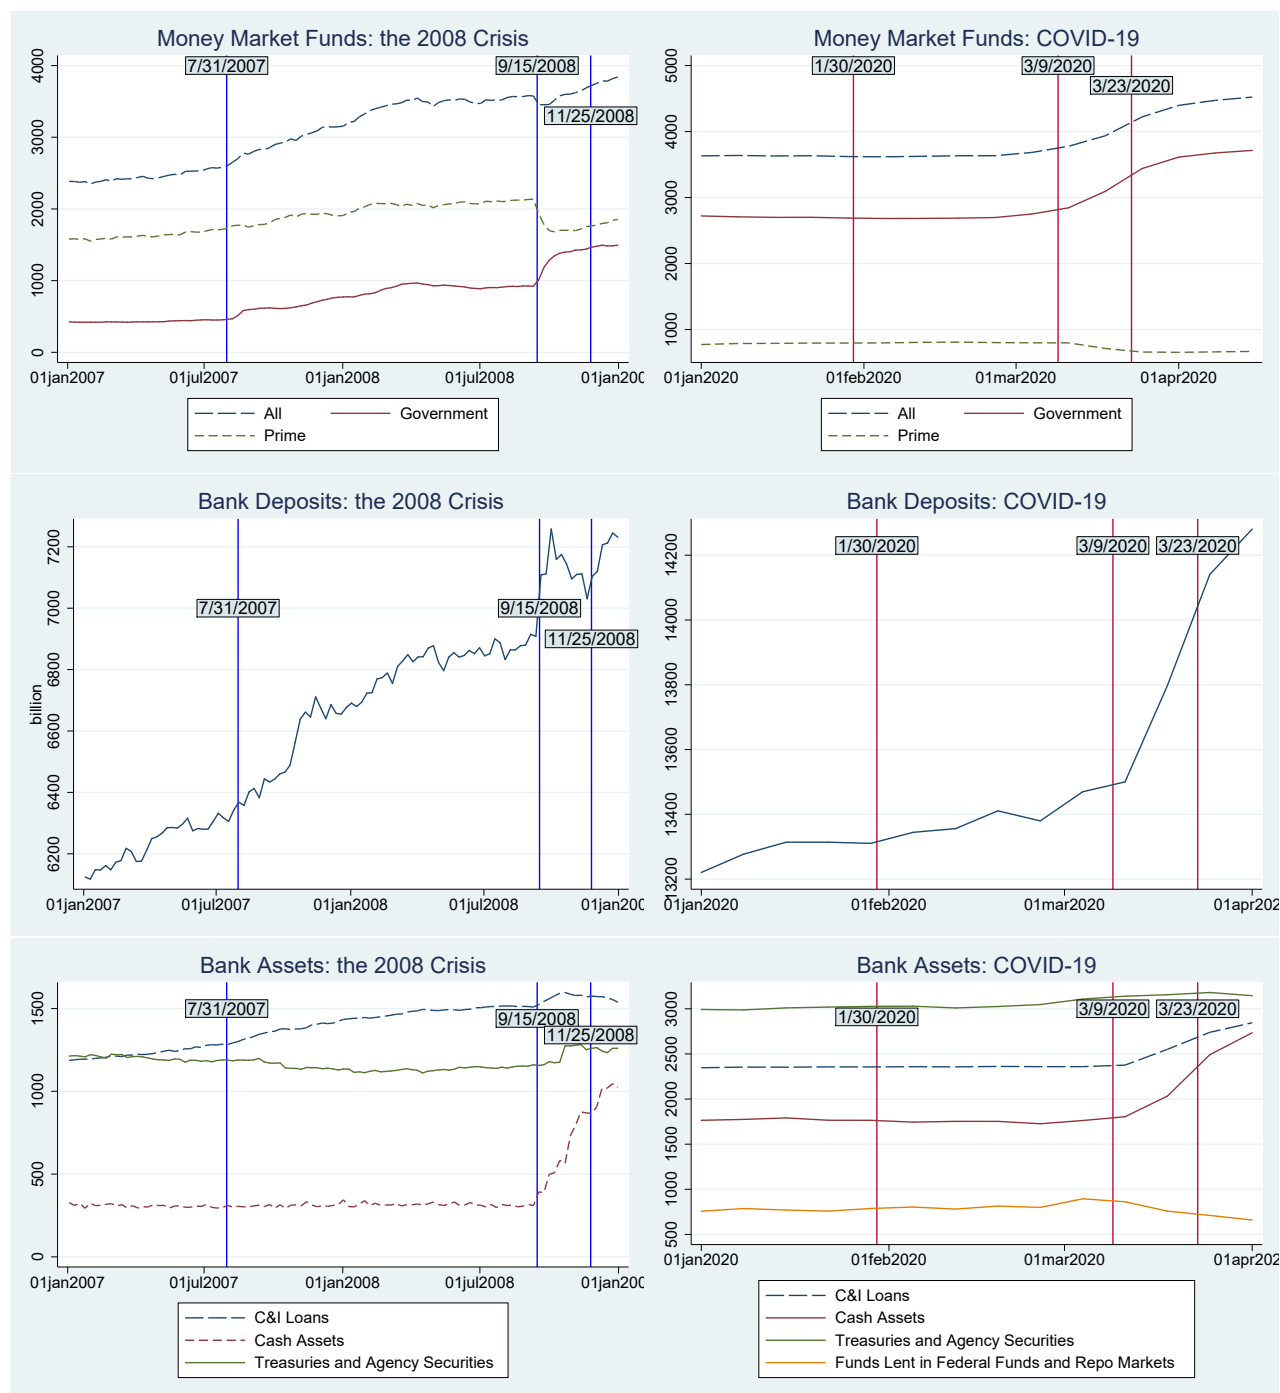 Money Market Funds: the 2008 Crisis
7/31/2007
9/15/2008
11/25/2008
4000
3000
2000
1000
0
01jan2007
01jul2007
01jan2008
01jul2008
01jan200
All
Government
Prime
Money Market Funds: COVID-19
1/30/2020
3/9/2020
3/23/2020
5000
4000
3000
2000
1000
01jan2020
01feb2020
01mar2020
01apr2020
All
Government
Prime
Bank Deposits: the 2008 Crisis
7/31/2007
9/15/2008
11/25/2008
billion
7200
7000
6800
6600
6400
6200
01jan2007
01jul2007
01jan2008
01jul2008
01jan200
Bank Deposits: COVID-19
1/30/2020
3/9/2020
3/23/2020
14200
14000
13800
13600
13400
13200
01jan2020
01feb2020
01mar2020
01apr202
Bank Assets: the 2008 Crisis
7/31/2007
9/15/2008
11/25/2008
1500
1000
500
0
01jan2007
01jul2007
01jan2008
01jul2008
01jan200
C&I Loans
Cash Assets
Treasuries and Agency Securities
Bank Assets: COVID-19
1/30/2020
3/9/2020
3/23/2020
3000
2500
2000
1500
1000
500
01jan2020
01feb2020
01mar2020
01apr202
C&I Loans
Cash Assets
Treasuries and Agency Securities
Funds Lent in Federal Funds and Repo Markets